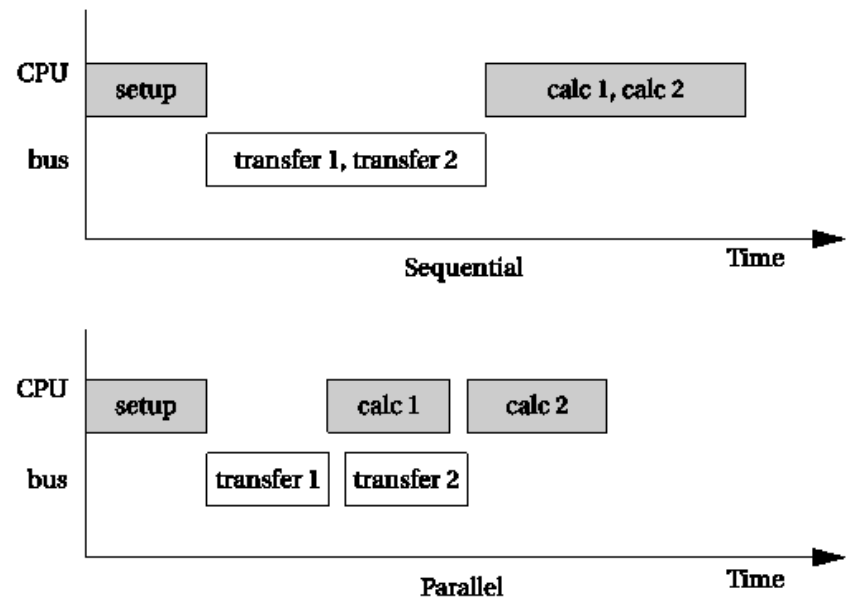 CPU
setup
calc 1, calc 2
bus
transfer 1, transfer 2
Time
Sequential
CPU
setup
calc 1
calc 2
bus
transfer 1
transfer 2
Time
Parallel